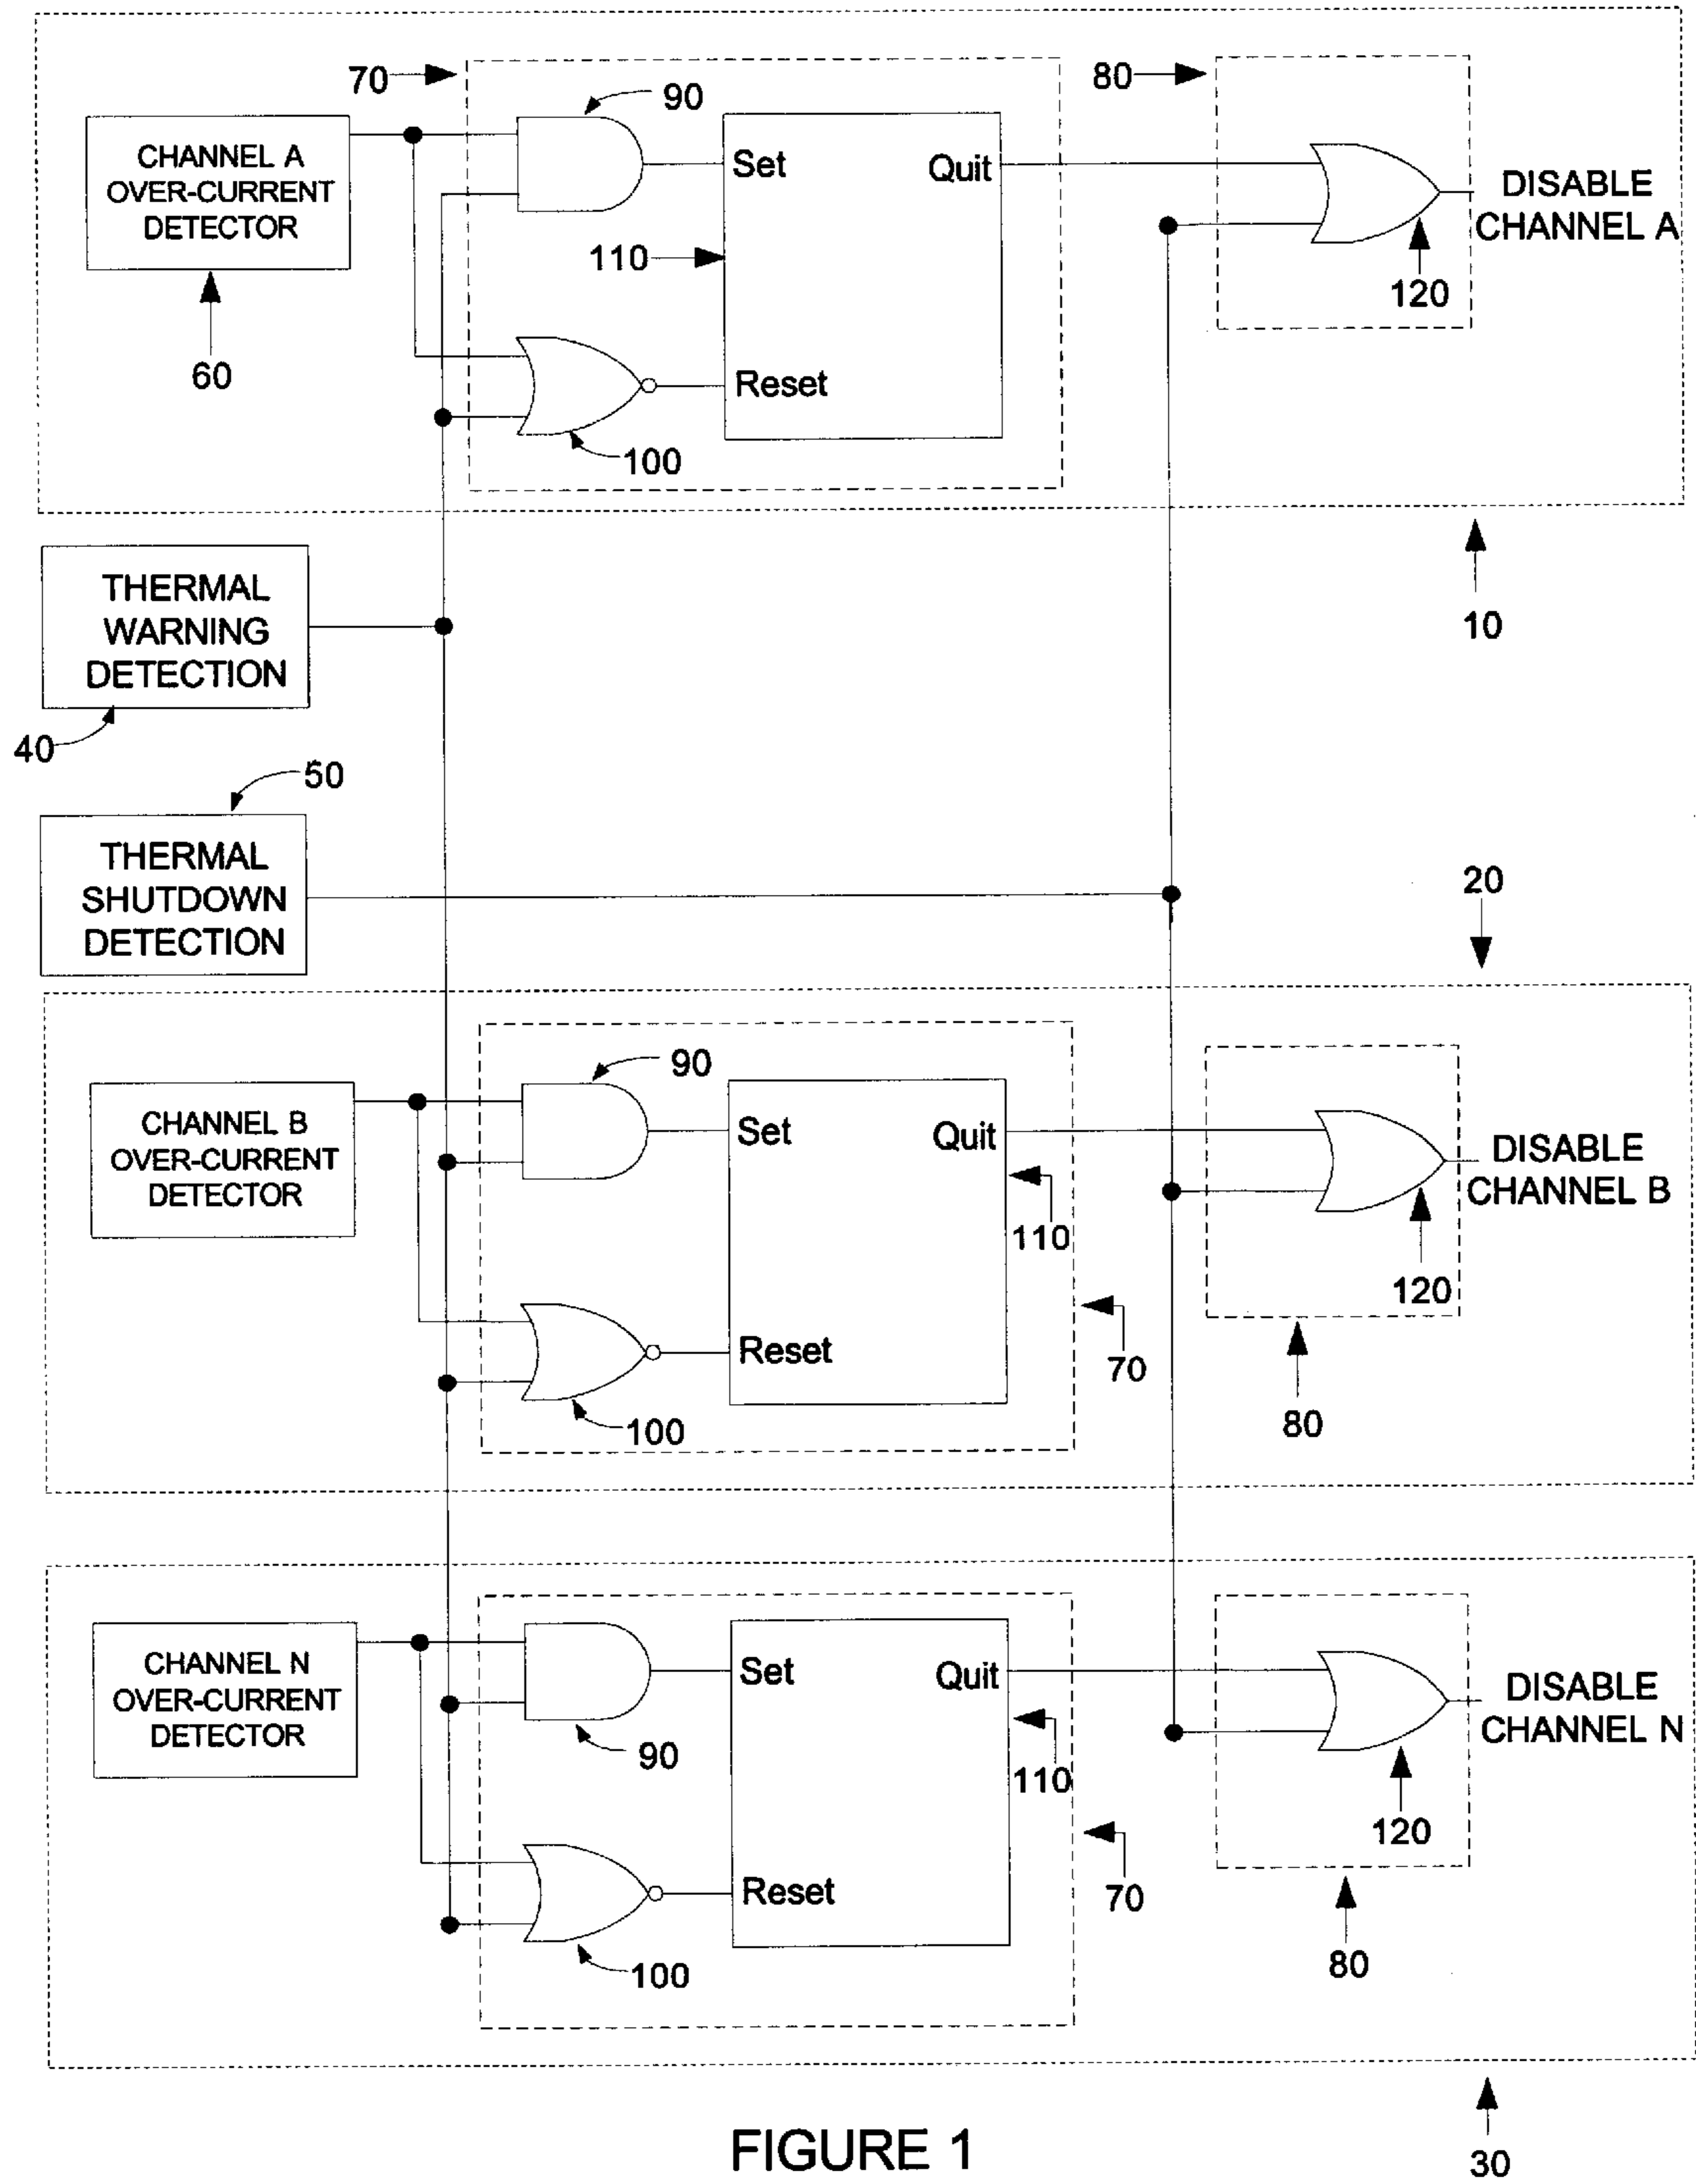 70
90
80
CHANNEL A
OVER-CURRENT
DETECTOR
Set
Quit
DISABLE
CHANNEL A
110
120
60
Reset
100
THERMAL
WARNING
DETECTION
10
40
50
THERMAL
SHUTDOWN
DETECTION
20
90
CHANNEL B
OVER-CURRENT
DETECTOR
Set
Quit
DISABLE
CHANNEL B
110
120
Reset
70
100
80
CHANNEL N
OVER-CURRENT
DETECTOR
Set
Quit
DISABLE
CHANNEL N
90
110
120
Reset
70
100
80
FIGURE 1
30